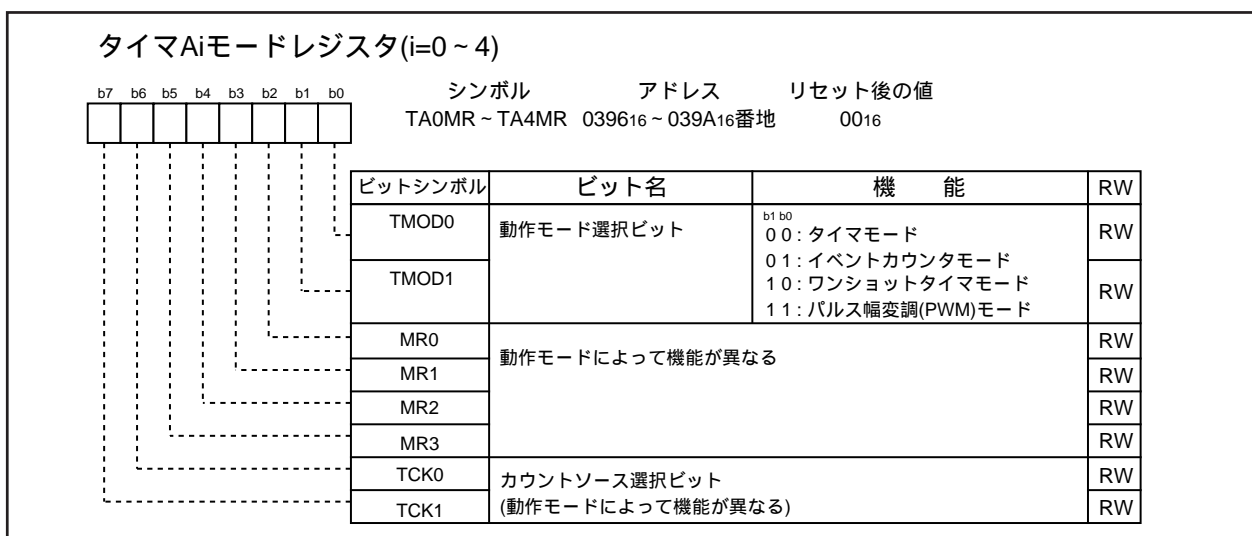 タイマAiモードレジスタ(i=0～4)
b7 b6 b5 b4 b3 b2 b1 b0
シンボル アドレス リセット後の値
TA0MR～TA4MR 039616～039A16番地 0016
ビットシンボル ビット名 機 能 RW
TMOD0 動作モード選択ビット b1 b0 RW
0 0 : タイマモード
0 1 : イベントカウンタモード
TMOD1 1 0 : ワンショットタイマモード RW
1 1 : パルス幅変調(PWM)モード
MR0 動作モードによって機能が異なる RW
MR1 RW
MR2 RW
MR3 RW
TCK0 カウントソース選択ビット RW
TCK1 (動作モードによって機能が異なる) RW